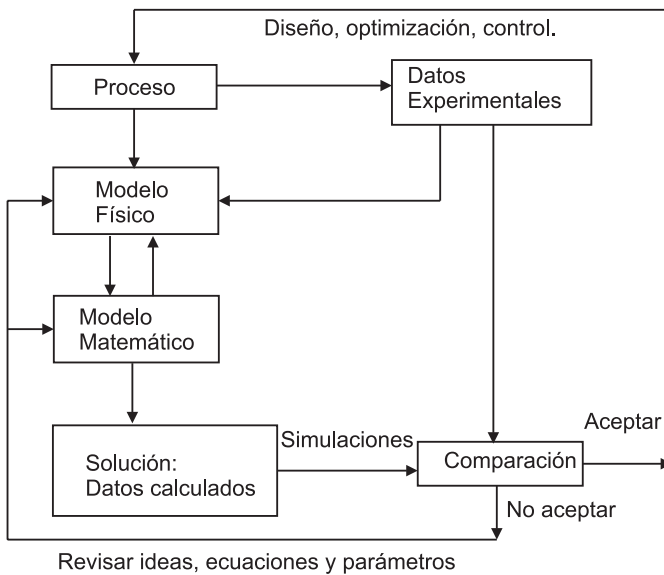 Diseño, optimización, control.
Proceso
Datos
Experimentales
Modelo
Físico
Modelo
Matemático
Solución:
Datos calculados
Simulaciones
Comparación
Aceptar
No aceptar
Revisar ideas, ecuaciones y parámetros